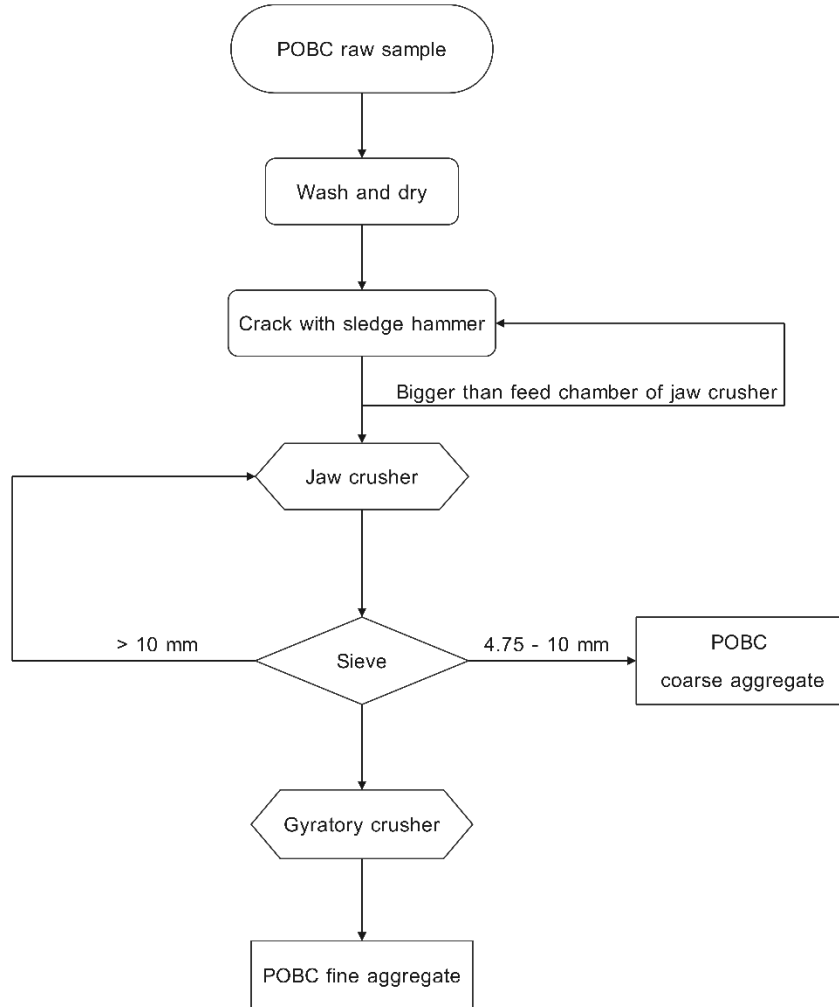 POBC raw sample
Wash and dry
Crack with sledge hammer
Bigger than feed chamber of jaw crusher
Jaw crusher
> 10 mm
Sieve
4.75 - 10 mm
POBC
coarse aggregate
Gyratory crusher
POBC fine aggregate